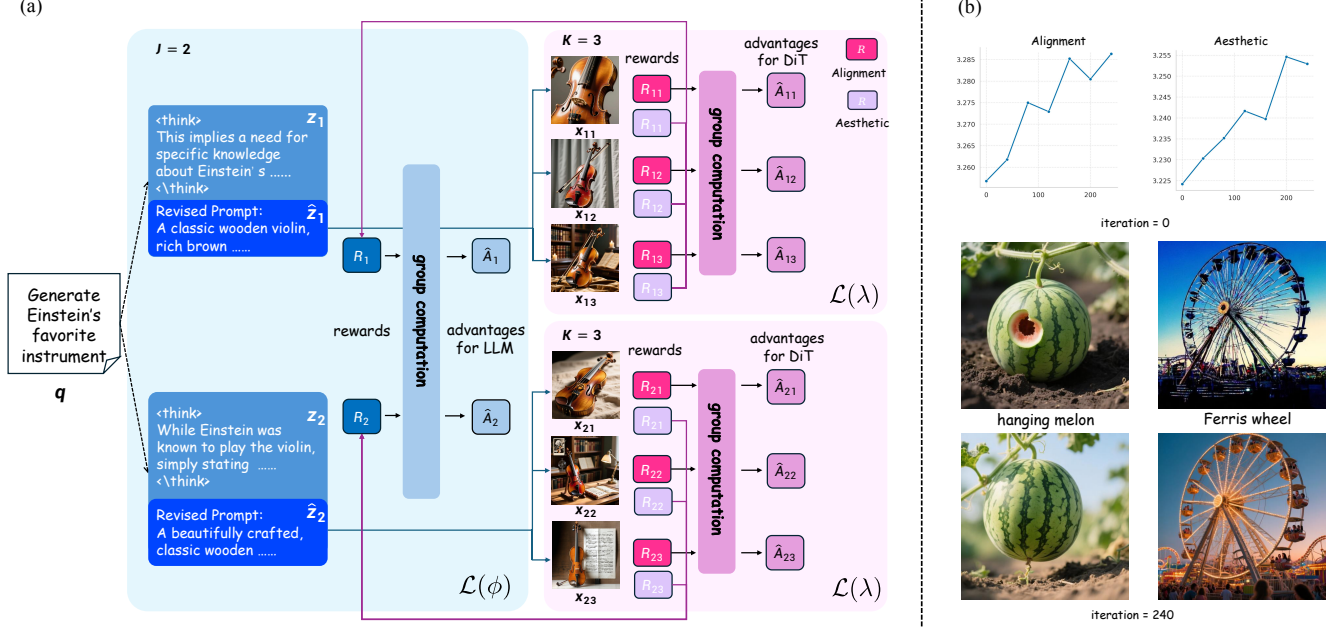 (a)
J = 2
<think>
z1
This implies a need for
specific knowledge
about Einstein's ......
<\think>
Revised Prompt:
ẑ1
A classic wooden violin,
rich brown ......
Generate
Einstein's
favorite
instrument
q
<think>
z2
While Einstein was
known to play the violin,
simply stating ......
<\think>
Revised Prompt:
ẑ2
A beautifully crafted,
classic wooden ......
R1
Â1
rewards
group computation
advantages
for LLM
R2
Â2
L(ϕ)
K = 3
rewards
advantages
for DiT
x11
R11
R11
Â11
x12
R12
R12
Â12
x13
R13
R13
Â13
group computation
L(λ)
R
Alignment
R
Aesthetic
K = 3
rewards
advantages
for DiT
x21
R21
R21
Â21
x22
R22
R22
Â22
x23
R23
R23
Â23
group computation
L(λ)
(b)
Alignment
3.285
3.280
3.275
3.270
3.265
3.260
0
100
200
Aesthetic
3.255
3.250
3.245
3.240
3.235
3.230
3.225
0
100
200
iteration = 0
hanging melon
Ferris wheel
iteration = 240